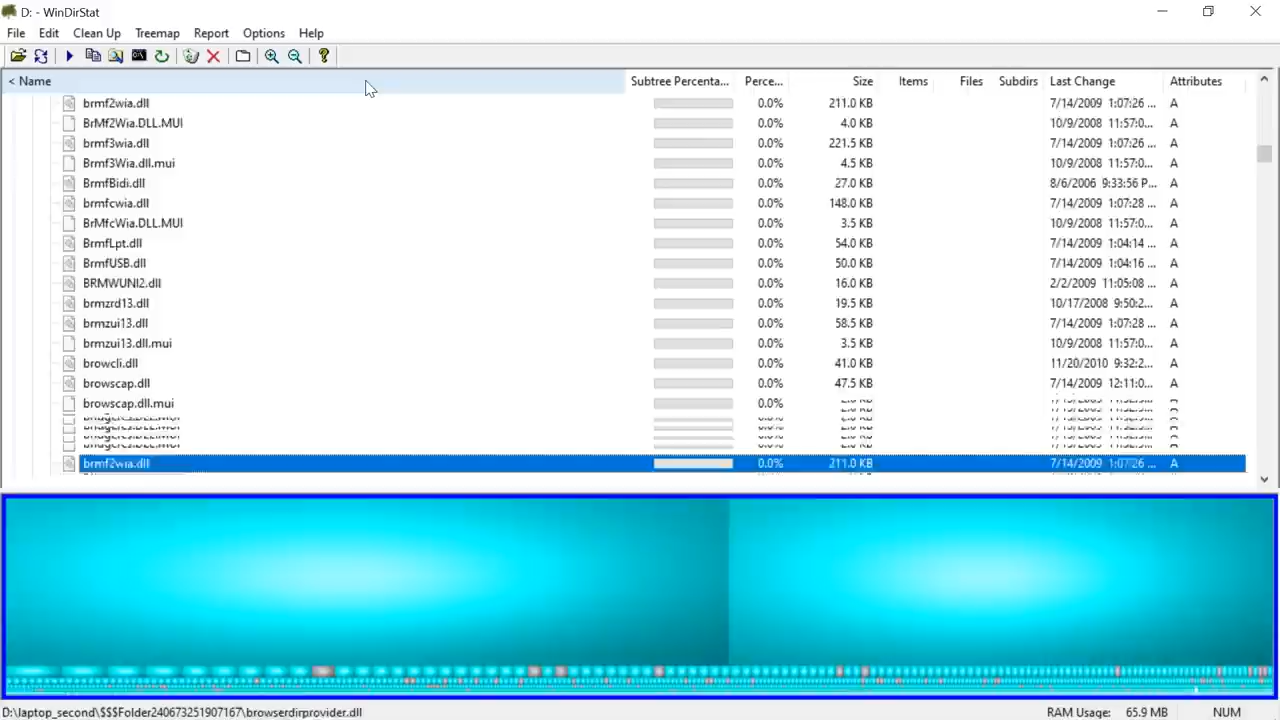 D: - WinDirStat
File Edit Clean Up Treemap Report Options Help
< Name Subtree Percenta... Perce... Size Items Files Subdirs Last Change Attributes
brmf2wia.dll 0.0% 211.0 KB 7/14/2009 1:07:26 ... A
BrMf2Wia.DLL.MUI 0.0% 4.0 KB 10/9/2008 11:57:0... A
brmf3wia.dll 0.0% 221.5 KB 7/14/2009 1:07:26 ... A
Brmf3Wia.dll.mui 0.0% 4.5 KB 10/9/2008 11:57:0... A
BrmfBidi.dll 0.0% 27.0 KB 8/6/2006 9:33:56 P... A
brmfcwia.dll 0.0% 148.0 KB 7/14/2009 1:07:28 ... A
BrMfcWia.DLL.MUI 0.0% 3.5 KB 10/9/2008 11:57:0... A
BrmfLpt.dll 0.0% 54.0 KB 7/14/2009 1:04:14 ... A
BrmfUSB.dll 0.0% 50.0 KB 7/14/2009 1:04:16 ... A
BRMWUNI2.dll 0.0% 16.0 KB 2/2/2009 11:05:08 ... A
brmzrd13.dll 0.0% 19.5 KB 10/17/2008 9:50:2... A
brmzui13.dll 0.0% 58.5 KB 7/14/2009 1:07:28 ... A
brmzui13.dll.mui 0.0% 3.5 KB 10/9/2008 11:57:0... A
browcli.dll 0.0% 41.0 KB 11/20/2010 9:32:2... A
browscap.dll 0.0% 47.5 KB 7/14/2009 12:11:0... A
browscap.dll.mui 0.0%
brmf2wia.dll 0.0% 211.0 KB 7/14/2009 1:07:26 ... A
D:\laptop_second\$$$Folder240673251907167\browserdirprovider.dll RAM Usage: 65.9 MB NUM